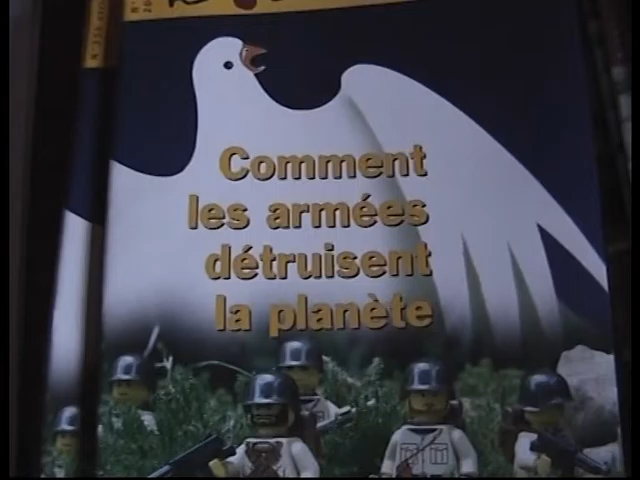 Comment
les armées
détruisent
la planète